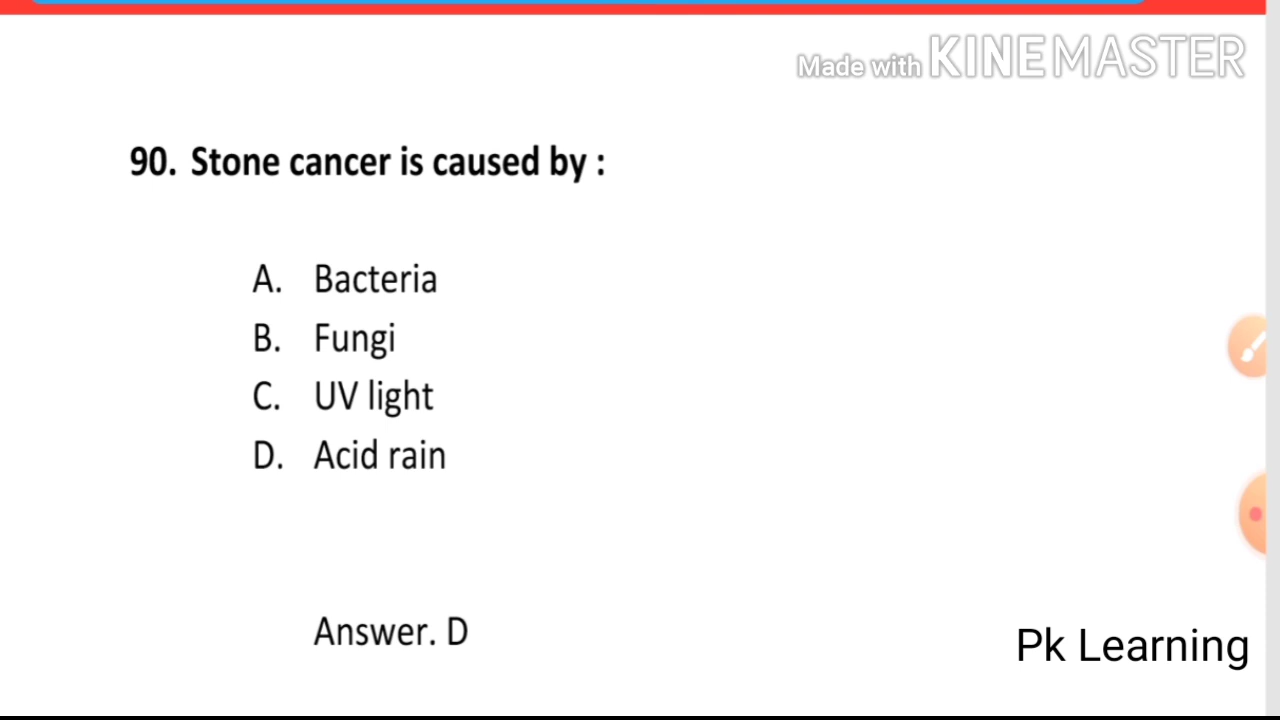 Made with KINEMASTER
90. Stone cancer is caused by :
A. Bacteria
B. Fungi
C. UV light
D. Acid rain
Answer. D
Pk Learning